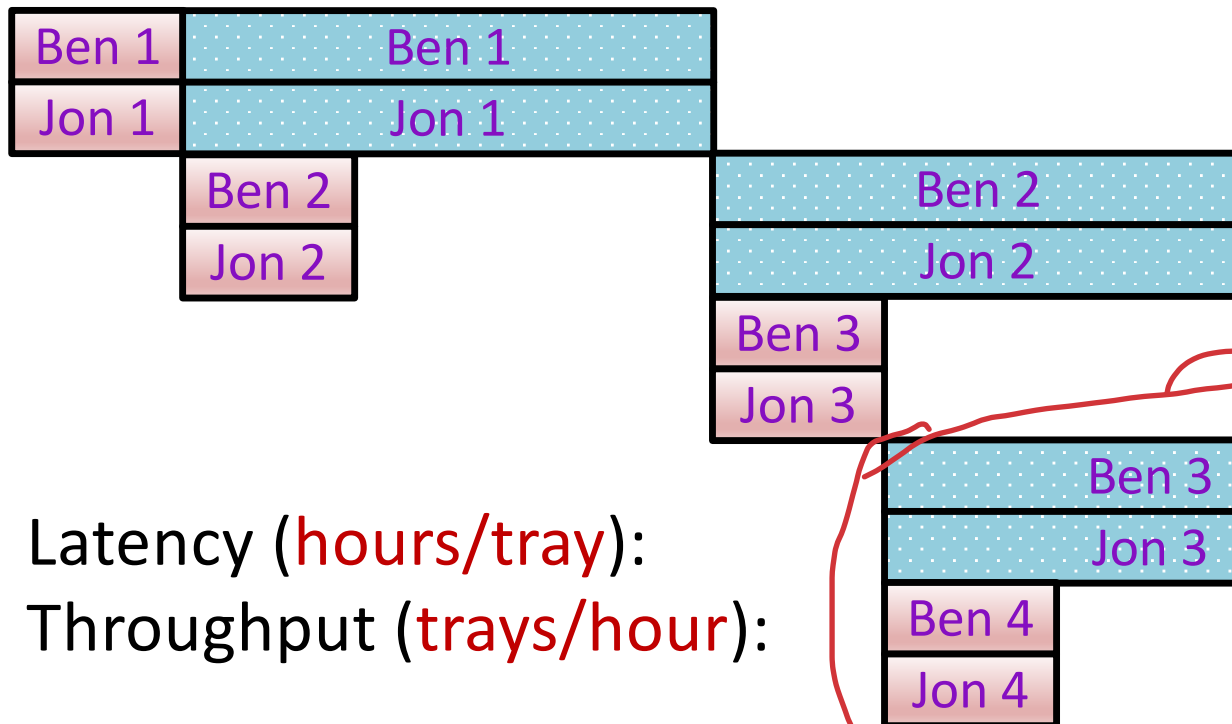 Ben 1 Ben 1
Jon 1 Jon 1
Ben 2 Ben 2
Jon 2 Jon 2
Ben 3
Jon 3
Ben 3
Latency (hours/tray): Jon 3
Throughput (trays/hour): Ben 4
Jon 4